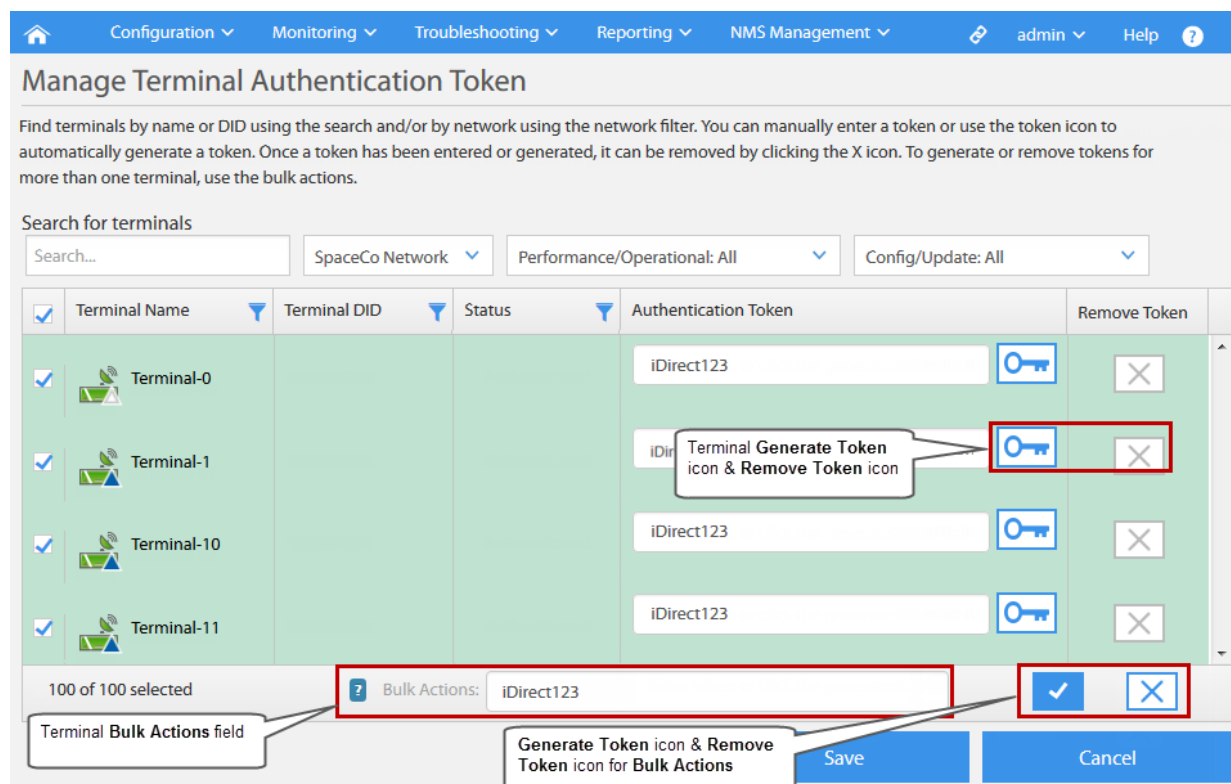 Configuration Monitoring Troubleshooting Reporting NMS Management admin Help ?
Manage Terminal Authentication Token
Find terminals by name or DID using the search and/or by network using the network filter. You can manually enter a token or use the token icon to
automatically generate a token. Once a token has been entered or generated, it can be removed by clicking the X icon. To generate or remove tokens for
more than one terminal, use the bulk actions.
Search for terminals
Search... SpaceCo Network Performance/Operational: All Config/Update: All
Terminal Name Terminal DID Status Authentication Token Remove Token
Terminal-0 iDirect123
Terminal-1 iDir
Terminal Generate Token
icon & Remove Token icon
Terminal-10 iDirect123
Terminal-11 iDirect123
100 of 100 selected ? Bulk Actions: iDirect123
Terminal Bulk Actions field
Generate Token icon & Remove
Token icon for Bulk Actions
Save Cancel